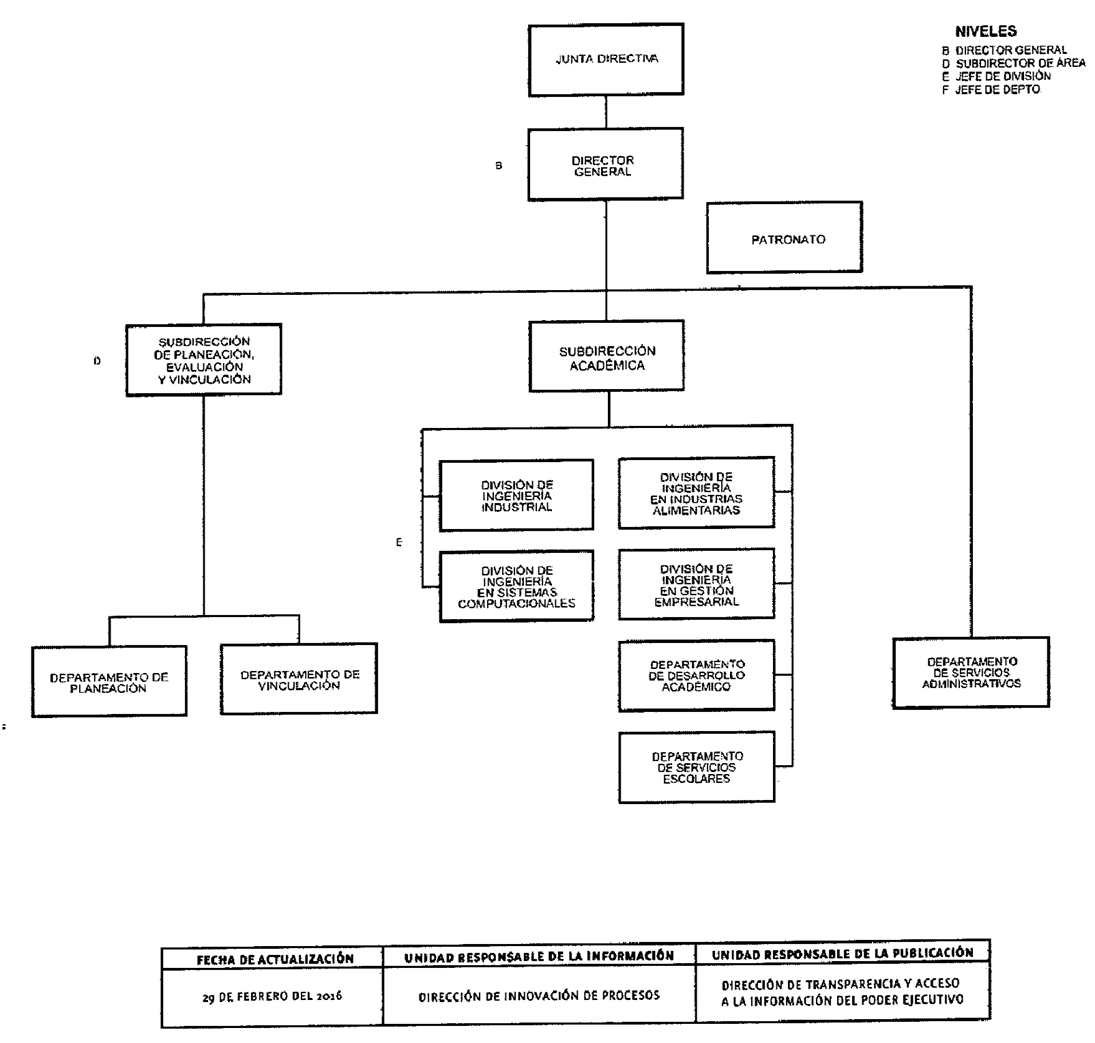 NIVELES
B DIRECTOR GENERAL
D SUBDIRECTOR DE ÁREA
E JEFE DE DIVISIÓN
F JEFE DE DEPTO
JUNTA DIRECTIVA
B
DIRECTOR
GENERAL
PATRONATO
D
SUBDIRECCIÓN
DE PLANEACIÓN,
EVALUACIÓN
Y VINCULACIÓN
SUBDIRECCIÓN
ACADÉMICA
DIVISIÓN DE
INGENIERÍA
INDUSTRIAL
DIVISIÓN DE
INGENIERÍA
EN INDUSTRIAS
ALIMENTARIAS
E
DIVISIÓN DE
INGENIERÍA
EN SISTEMAS
COMPUTACIONALES
DIVISIÓN DE
INGENIERÍA
EN GESTIÓN
EMPRESARIAL
DEPARTAMENTO DE
PLANEACIÓN
DEPARTAMENTO DE
VINCULACIÓN
DEPARTAMENTO
DE DESARROLLO
ACADÉMICO
DEPARTAMENTO
DE SERVICIOS
ADMINISTRATIVOS
DEPARTAMENTO
DE SERVICIOS
ESCOLARES
FECHA DE ACTUALIZACIÓN
UNIDAD RESPONSABLE DE LA INFORMACIÓN
UNIDAD RESPONSABLE DE LA PUBLICACIÓN
29 DE FEBRERO DEL 2016
DIRECCIÓN DE INNOVACIÓN DE PROCESOS
DIRECCIÓN DE TRANSPARENCIA Y ACCESO
A LA INFORMACIÓN DEL PODER EJECUTIVO